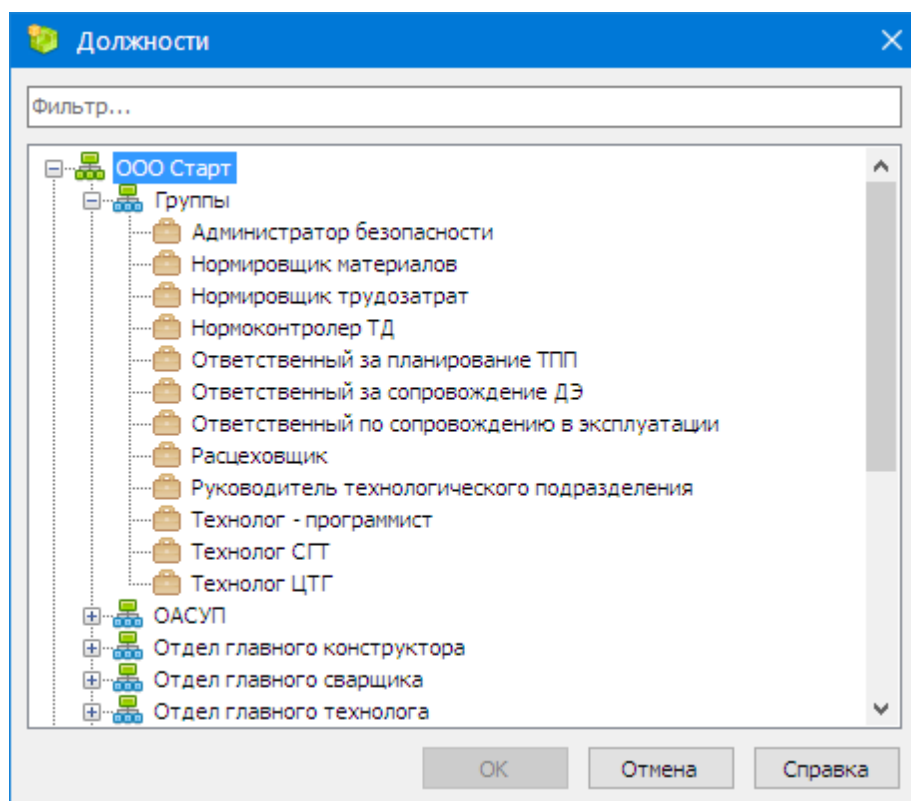 Должности
Фильтр...
ООО Старт
Группы
Администратор безопасности
Нормировщик материалов
Нормировщик трудозатрат
Нормоконтролер ТД
Ответственный за планирование ТПП
Ответственный за сопровождение ДЭ
Ответственный по сопровождению в эксплуатации
Расцеховщик
Руководитель технологического подразделения
Технолог - программист
Технолог СГТ
Технолог ЦТГ
ОАСУП
Отдел главного конструктора
Отдел главного сварщика
Отдел главного технолога
ОК Отмена Справка